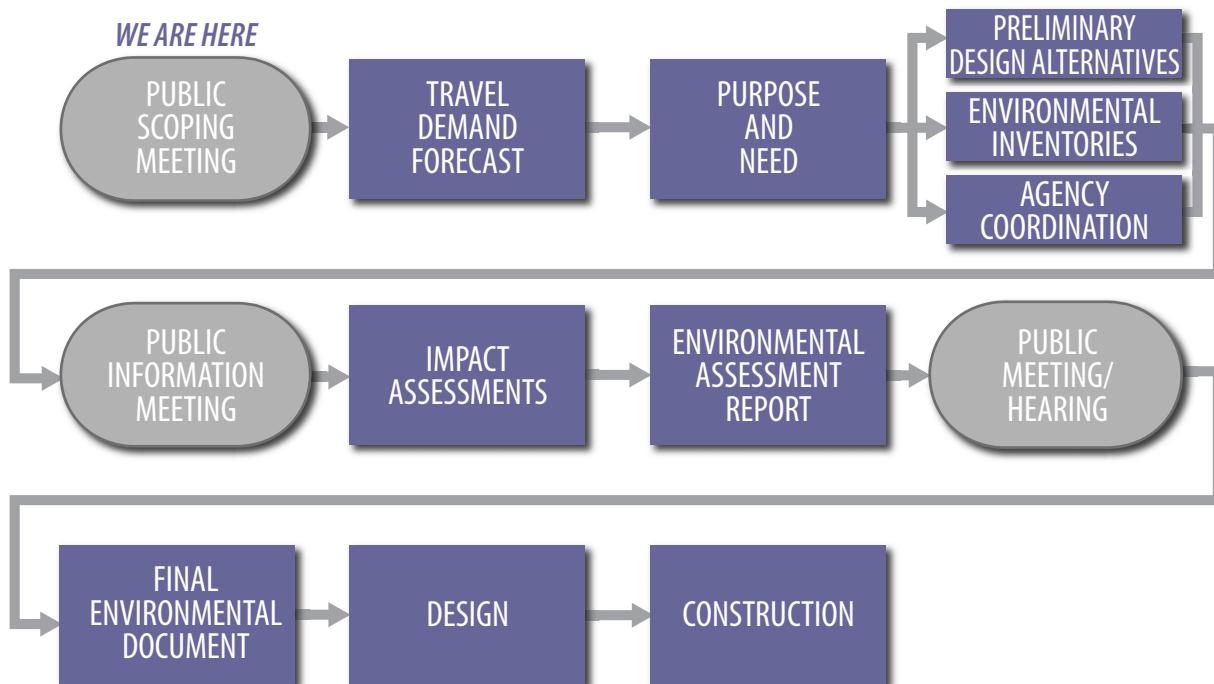 WE ARE HERE
PUBLIC
SCOPING
MEETING
TRAVEL
DEMAND
FORECAST
PURPOSE
AND
NEED
PRELIMINARY
DESIGN ALTERNATIVES
ENVIRONMENTAL
INVENTORIES
AGENCY
COORDINATION
PUBLIC
INFORMATION
MEETING
IMPACT
ASSESSMENTS
ENVIRONMENTAL
ASSESSMENT
REPORT
PUBLIC
MEETING/
HEARING
FINAL
ENVIRONMENTAL
DOCUMENT
DESIGN
CONSTRUCTION